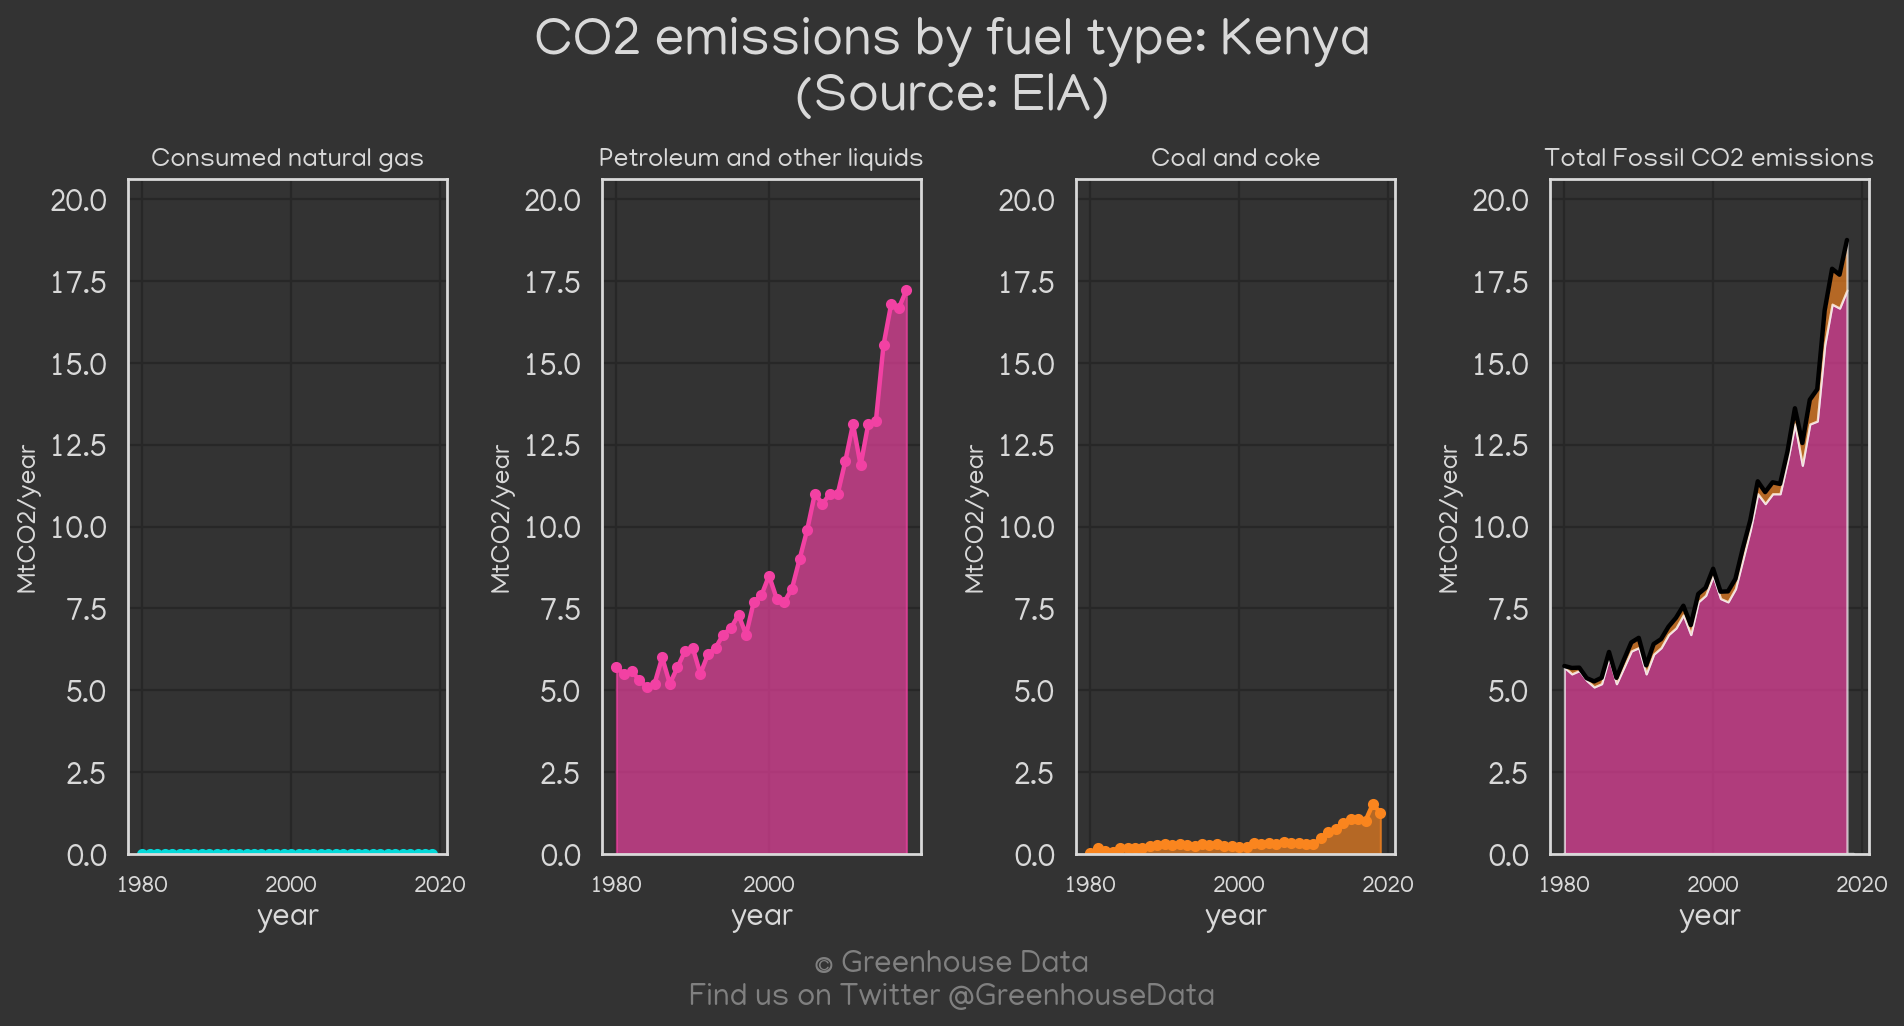 CO2 emissions by fuel type: Kenya
(Source: EIA)
Consumed natural gas
20.0
17.5
15.0
12.5
10.0
7.5
5.0
2.5
0.0
MtCO2/year
1980 2000 2020
year
Petroleum and other liquids
20.0
17.5
15.0
12.5
10.0
7.5
5.0
2.5
0.0
MtCO2/year
1980 2000
year
Coal and coke
20.0
17.5
15.0
12.5
10.0
7.5
5.0
2.5
0.0
MtCO2/year
1980 2000 2020
year
Total Fossil CO2 emissions
20.0
17.5
15.0
12.5
10.0
7.5
5.0
2.5
0.0
MtCO2/year
1980 2000 2020
year
© Greenhouse Data
Find us on Twitter @GreenhouseData